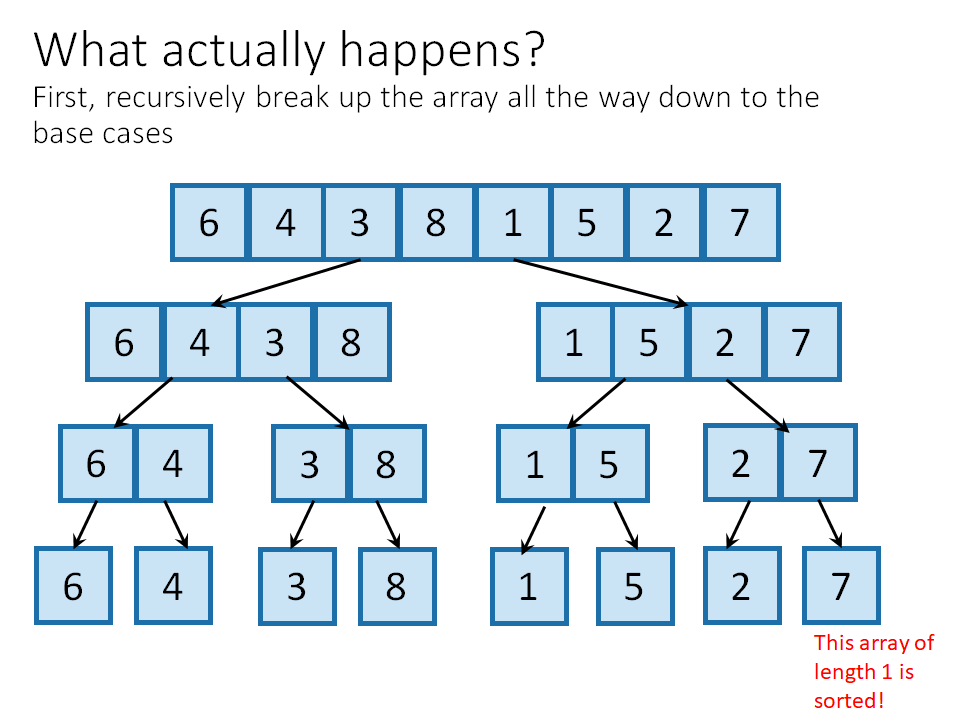 What actually happens?
First, recursively break up the array all the way down to the
base cases
6 4 3 8 1 5 2 7
6 4 3 8 1 5 2 7
6 4 3 8 1 5 2 7
6 4 3 8 1 5 2 7
This array of
length 1 is
sorted!